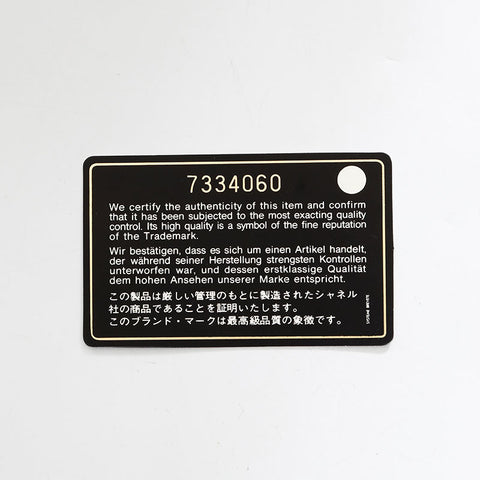 7334060
We certify the authenticity of this item and confirm
that it has been subjected to the most exacting quality
control. Its high quality is a symbol of the fine reputation
of the Trademark.
Wir bestätigen, dass es sich um einen Artikel handelt,
der während seiner Herstellung strengsten Kontrollen
unterworfen war, und dessen erstklassige Qualität
dem hohen Ansehen unserer Marke entspricht.
この製品は厳しい管理のもとに製造されたシャネル
社の商品であることを証明いたします。
このブランド・マークは最高級品質の象徴です。